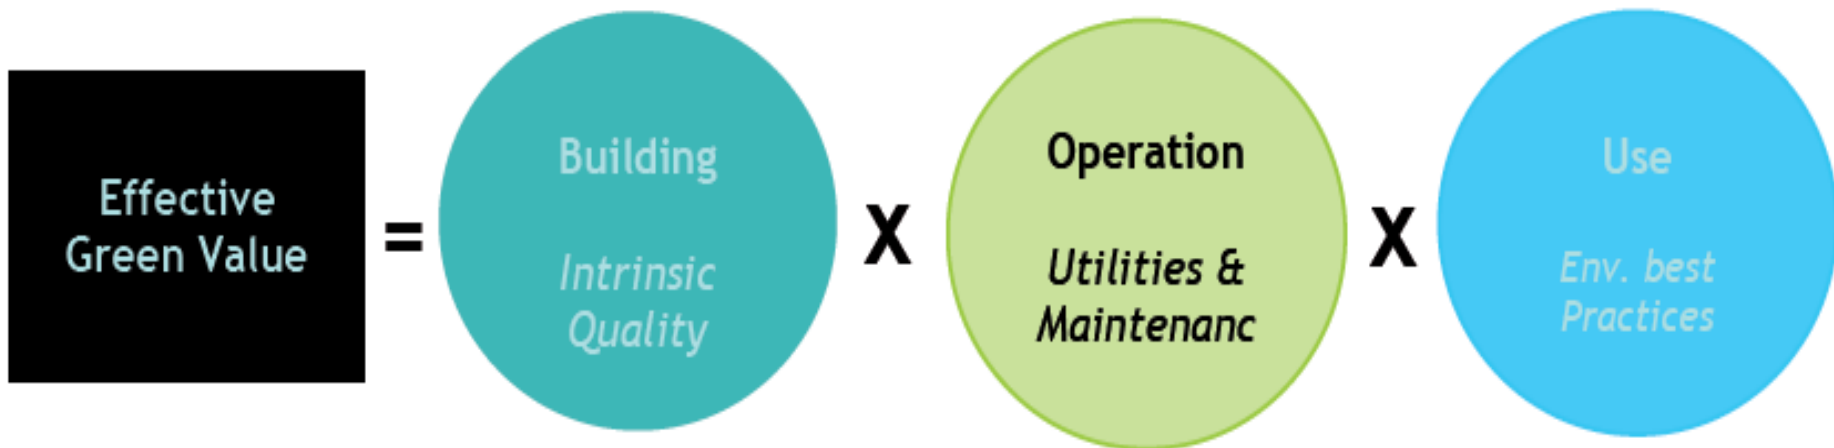 Effective
Green Value
=
Building
Intrinsic
Quality
X
Operation
Utilities &
Maintenanc
X
Use
Env. best
Practices